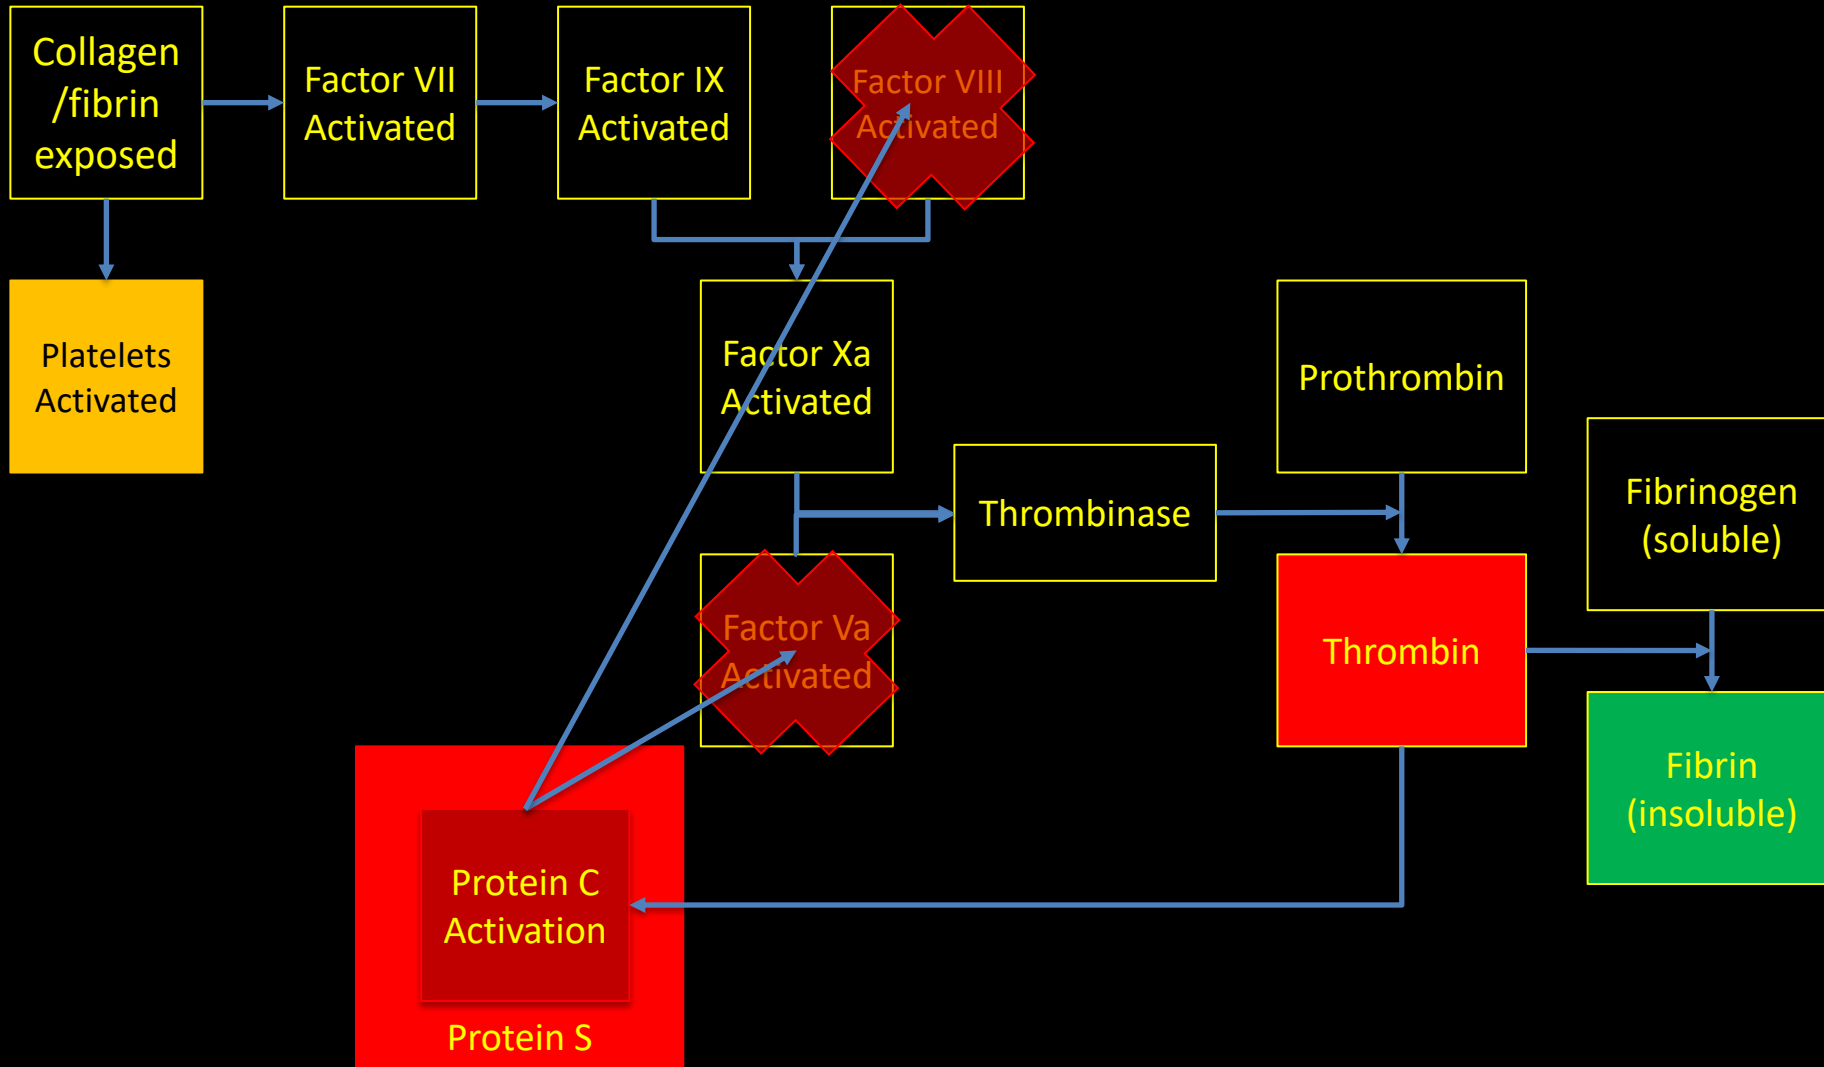 Collagen
/fibrin
exposed
Factor VII
Activated
Factor IX
Activated
Factor VIII
Activated
Platelets
Activated
Factor Xa
Activated
Prothrombin
Thrombinase
Fibrinogen
(soluble)
Factor Va
Activated
Thrombin
Fibrin
(insoluble)
Protein C
Activation
Protein S